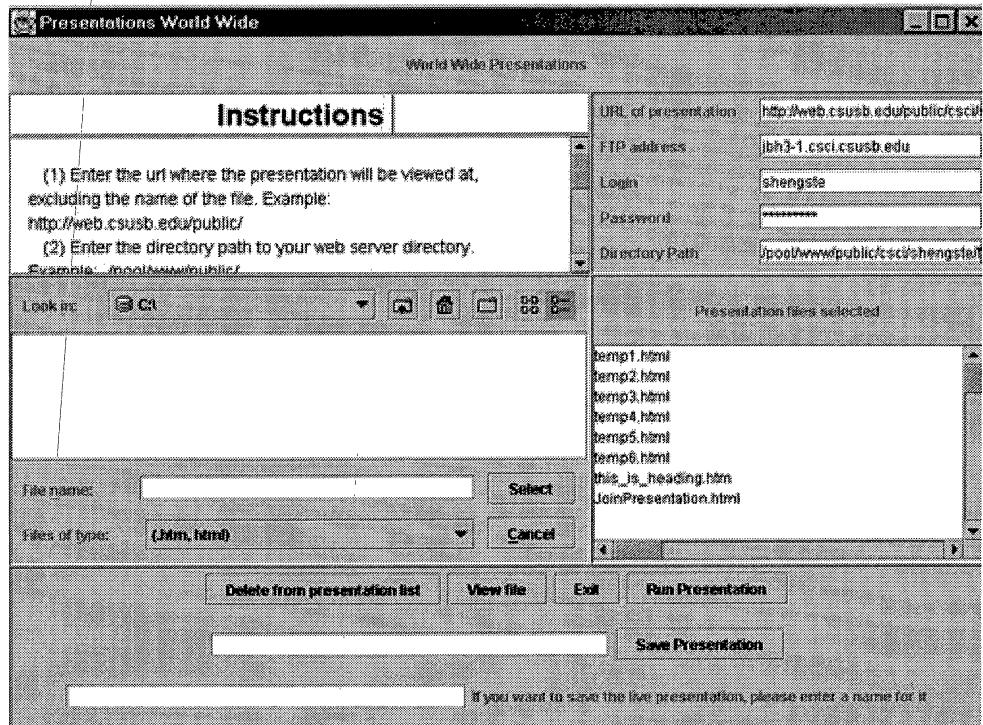 Presentations World Wide
World Wide Presentations
Instructions
(1) Enter the url where the presentation will be viewed at,
excluding the name of the file. Example:
http://web.csusb.edu/public/
(2) Enter the directory path to your web server directory.
Example: /pool/www/public/
URL of presentation http://web.csusb.edu/public/csci/
FTP address jbh3-1.csci.csusb.edu
Login shengste
Password *********
Directory Path /pool/www/public/csci/shengste/
Look in: C:\
Presentation files selected
temp1.html
temp2.html
temp3.html
temp4.html
temp5.html
temp6.html
this_is_heading.htm
JoinPresentation.html
File name: Select
Files of type: (.htm, html) Cancel
Delete from presentation list View file Exit Run Presentation
Save Presentation
If you want to save the live presentation, please enter a name for it